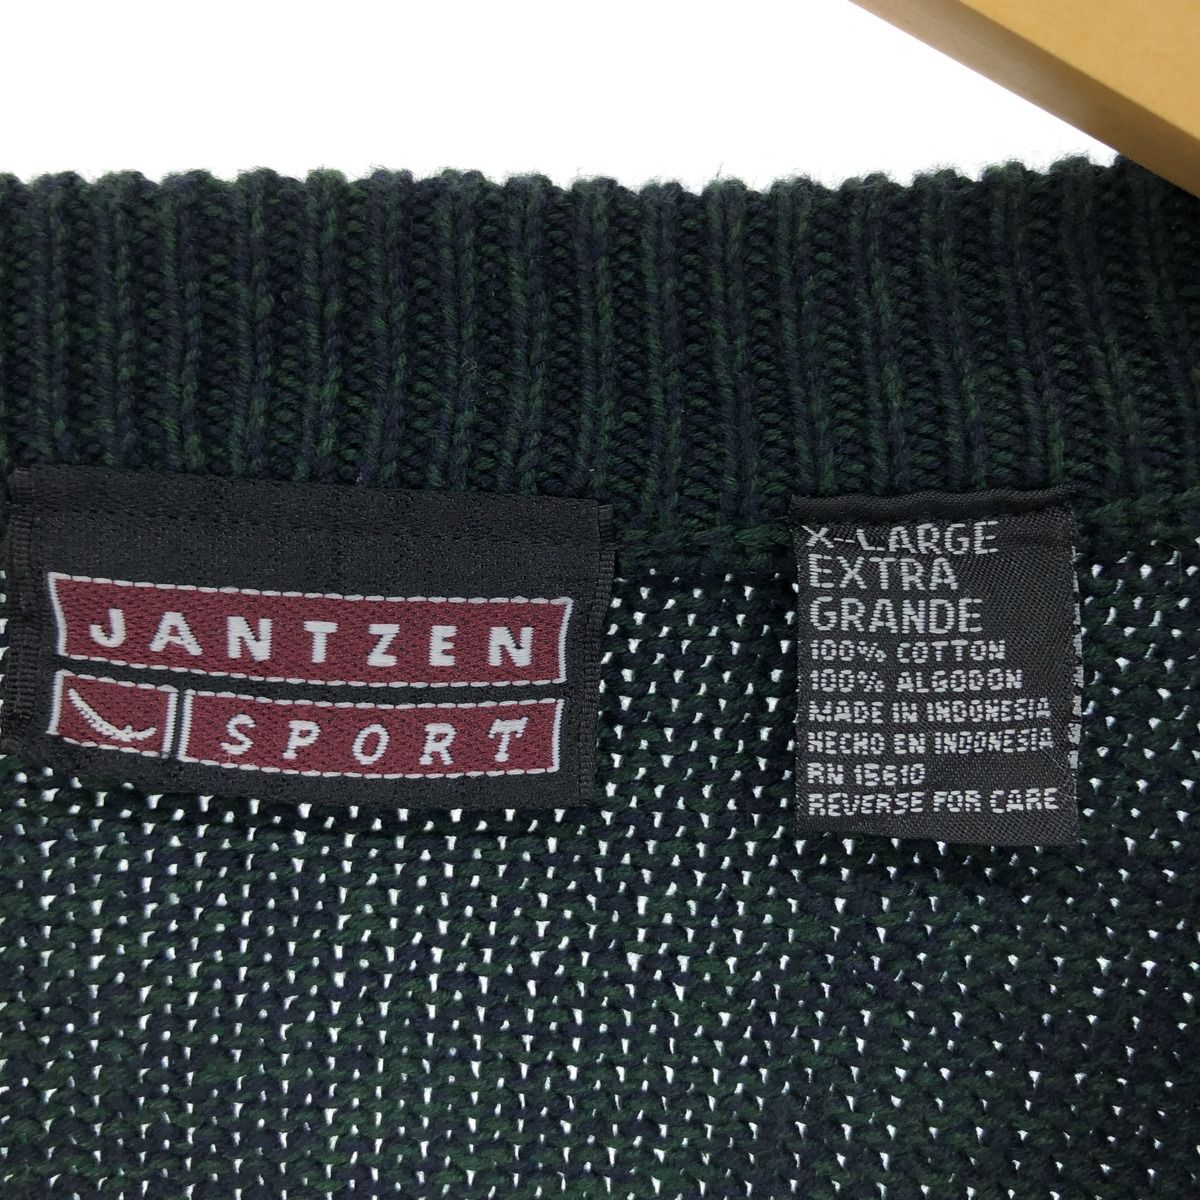 JANTZEN
SPORT
X-LARGE
EXTRA
GRANDE
100% COTTON
100% ALGODON
MADE IN INDONESIA
HECHO EN INDONESIA
RN 15610
REVERSE FOR CARE